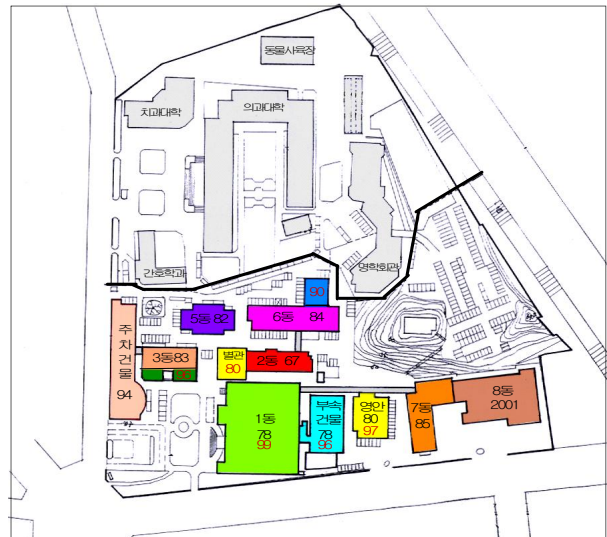 동물사육장
치과대학
의과대학
간호학과
명학회관
90
5동 82
6동 84
주차건물
94
3동83
별관
80
2동 67
1동
78
99
부속
건물
78
96
영안
80
97
7동
85
8동
2001